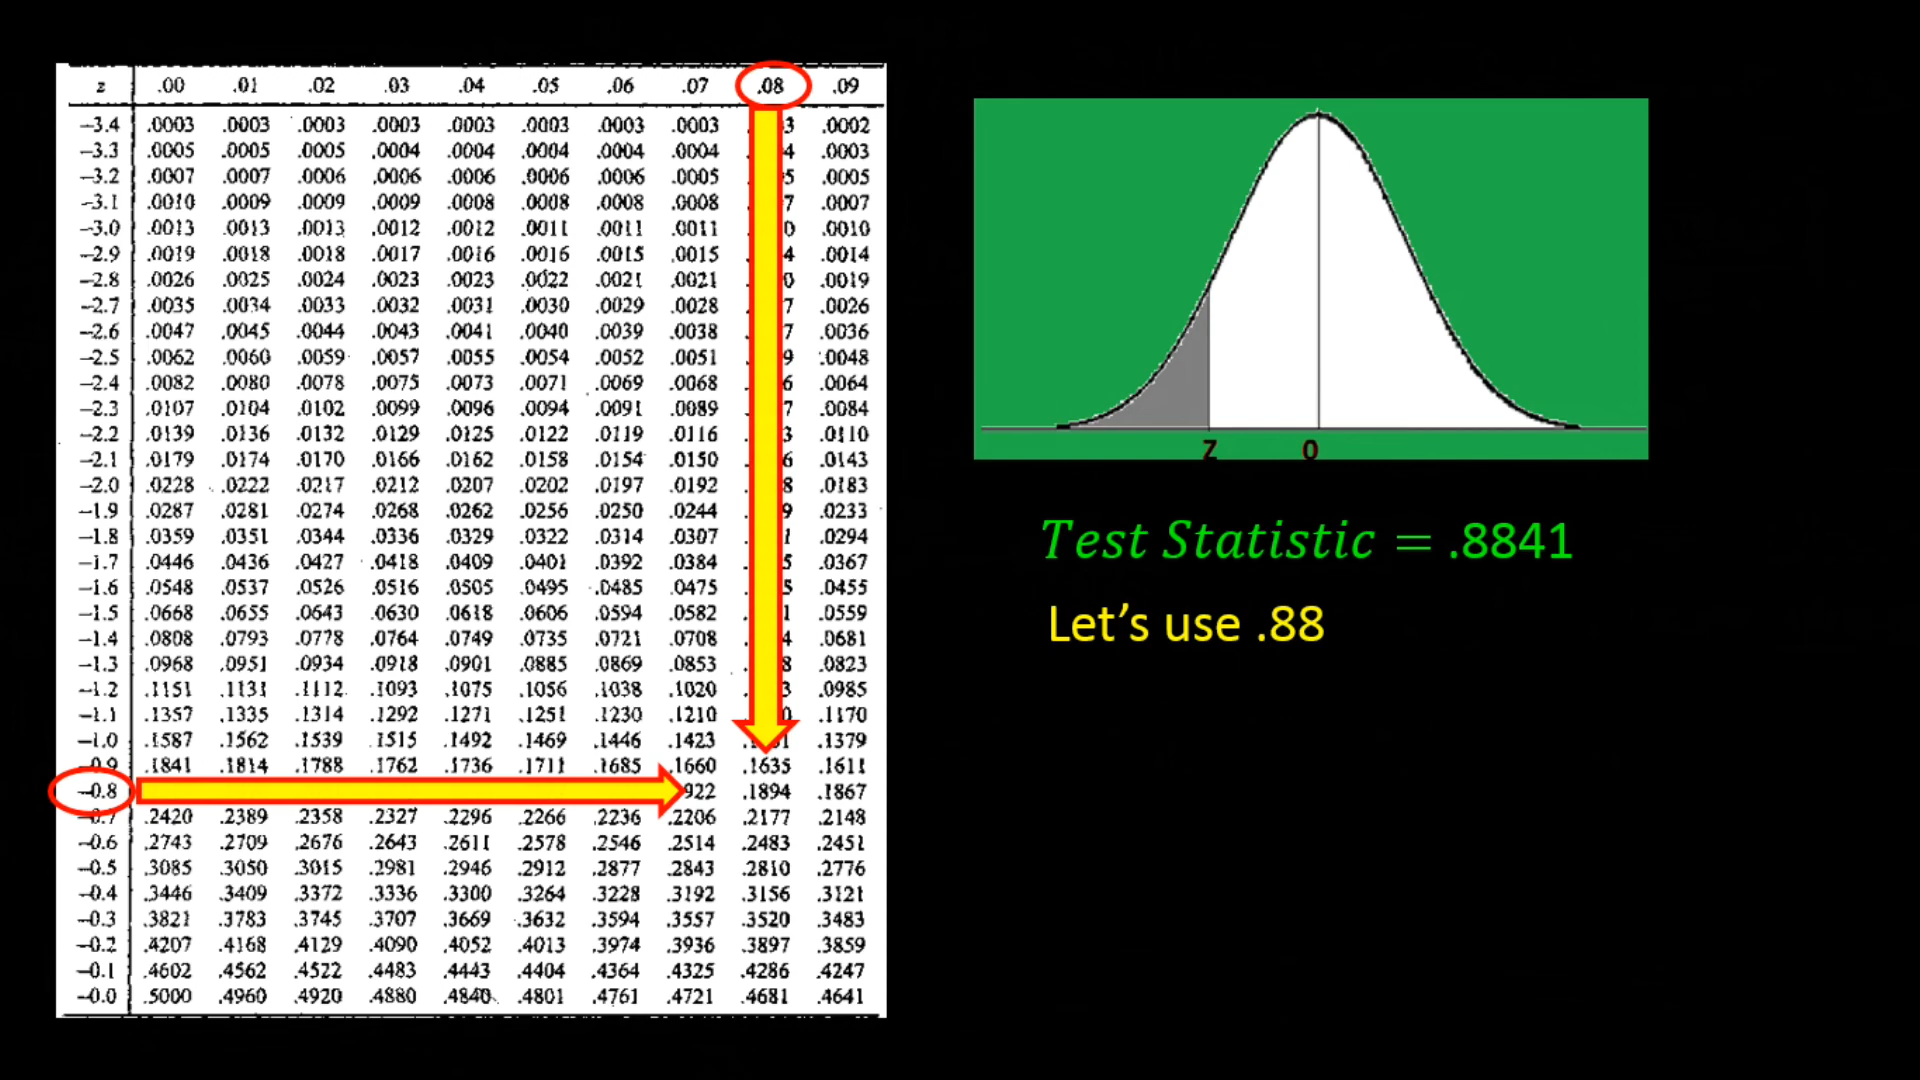 z .00 .01 .02 .03 .04 .05 .06 .07 .08 .09
–3.4 .0003 .0003 .0003 .0003 .0003 .0003 .0003 .0003 .0002
–3.3 .0005 .0005 .0005 .0004 .0004 .0004 .0004 .0004 .0003
–3.2 .0007 .0007 .0006 .0006 .0006 .0006 .0006 .0005 .0005
–3.1 .0010 .0009 .0009 .0009 .0008 .0008 .0008 .0008 .0007
–3.0 .0013 .0013 .0013 .0012 .0012 .0011 .0011 .0011 .0010
–2.9 .0019 .0018 .0018 .0017 .0016 .0016 .0015 .0015 .0014
–2.8 .0026 .0025 .0024 .0023 .0023 .0022 .0021 .0021 .0019
–2.7 .0035 .0034 .0033 .0032 .0031 .0030 .0029 .0028 .0026
–2.6 .0047 .0045 .0044 .0043 .0041 .0040 .0039 .0038 .0036
–2.5 .0062 .0060 .0059 .0057 .0055 .0054 .0052 .0051 .0048
–2.4 .0082 .0080 .0078 .0075 .0073 .0071 .0069 .0068 .0064
–2.3 .0107 .0104 .0102 .0099 .0096 .0094 .0091 .0089 .0084
–2.2 .0139 .0136 .0132 .0129 .0125 .0122 .0119 .0116 .0110
–2.1 .0179 .0174 .0170 .0166 .0162 .0158 .0154 .0150 .0143
–2.0 .0228 .0222 .0217 .0212 .0207 .0202 .0197 .0192 .0183
–1.9 .0287 .0281 .0274 .0268 .0262 .0256 .0250 .0244 .0233
–1.8 .0359 .0351 .0344 .0336 .0329 .0322 .0314 .0307 .0294
–1.7 .0446 .0436 .0427 .0418 .0409 .0401 .0392 .0384 .0367
–1.6 .0548 .0537 .0526 .0516 .0505 .0495 .0485 .0475 .0455
–1.5 .0668 .0655 .0643 .0630 .0618 .0606 .0594 .0582 .0559
–1.4 .0808 .0793 .0778 .0764 .0749 .0735 .0721 .0708 .0681
–1.3 .0968 .0951 .0934 .0918 .0901 .0885 .0869 .0853 .0823
–1.2 .1151 .1131 .1112 .1093 .1075 .1056 .1038 .1020 .0985
–1.1 .1357 .1335 .1314 .1292 .1271 .1251 .1230 .1210 .1170
–1.0 .1587 .1562 .1539 .1515 .1492 .1469 .1446 .1423 .1379
–0.9 .1841 .1814 .1788 .1762 .1736 .1711 .1685 .1660 .1635 .1611
–0.8 922 .1894 .1867
–0.7 .2420 .2389 .2358 .2327 .2296 .2266 .2236 .2206 .2177 .2148
–0.6 .2743 .2709 .2676 .2643 .2611 .2578 .2546 .2514 .2483 .2451
–0.5 .3085 .3050 .3015 .2981 .2946 .2912 .2877 .2843 .2810 .2776
–0.4 .3446 .3409 .3372 .3336 .3300 .3264 .3228 .3192 .3156 .3121
–0.3 .3821 .3783 .3745 .3707 .3669 .3632 .3594 .3557 .3520 .3483
–0.2 .4207 .4168 .4129 .4090 .4052 .4013 .3974 .3936 .3897 .3859
–0.1 .4602 .4562 .4522 .4483 .4443 .4404 .4364 .4325 .4286 .4247
–0.0 .5000 .4960 .4920 .4880 .4840 .4801 .4761 .4721 .4681 .4641
Z 0
Test Statistic = .8841
Let’s use .88